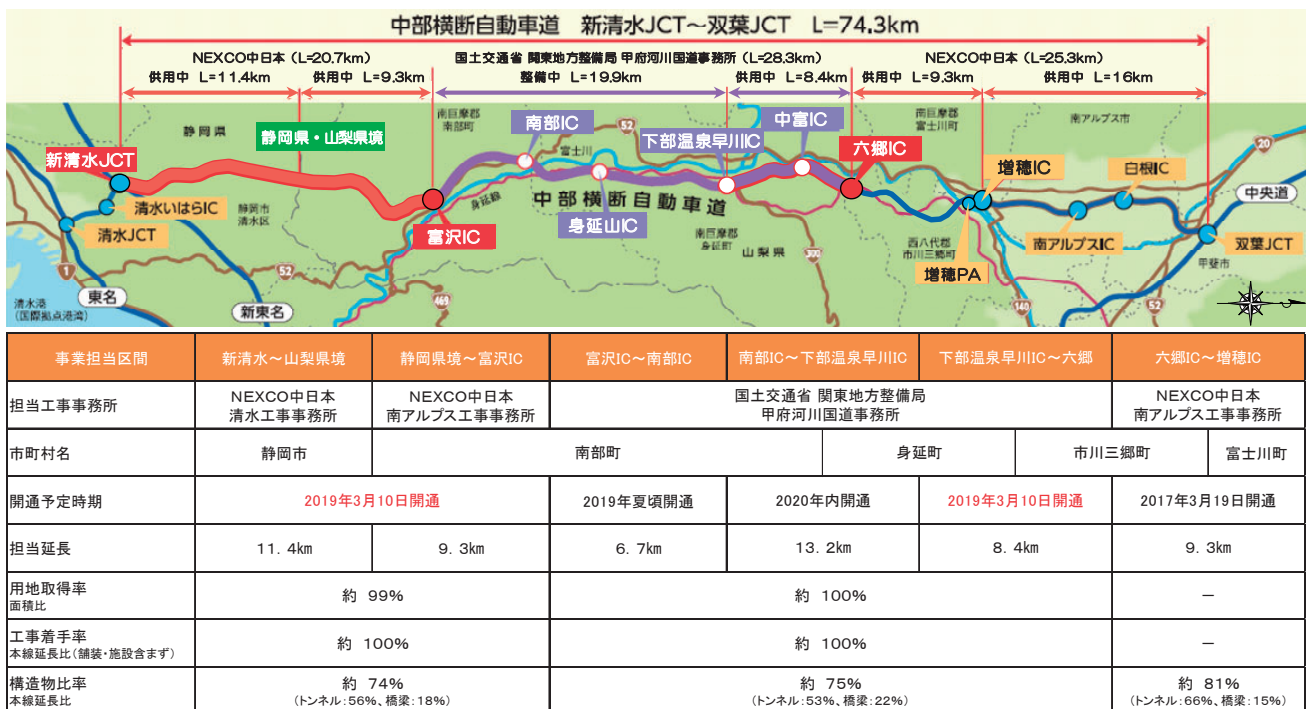 中部横断自動車道 新清水JCT～双葉JCT L=74.3km
NEXCO中日本（L=20.7km）
国土交通省 関東地方整備局 甲府河川国道事務所（L=28.3km）
NEXCO中日本（L=25.3km）
供用中 L=11.4km
供用中 L=9.3km
整備中 L=19.9km
供用中 L=8.4km
供用中 L=9.3km
供用中 L=16km
静岡県
静岡県・山梨県境
南巨摩郡
南部町
南部IC
52
富士川
下部温泉早川IC
中富IC
六郷IC
南巨摩郡
富士川町
増穂IC
南アルプス市
白根IC
20
中央道
新清水JCT
清水いはらIC
清水JCT
静岡市
清水区
富沢IC
身延線
中部横断自動車道
身延山IC
南巨摩郡
身延町
山梨県
300
西八代郡
市川三郷町
増穂PA
南アルプスIC
双葉JCT
甲斐市
1
東名
清水港
（国際拠点港湾）
新東名
52
469
140
52
事業担当区間 新清水～山梨県境 静岡県境～富沢IC 富沢IC～南部IC 南部IC～下部温泉早川IC 下部温泉早川IC～六郷 六郷IC～増穂IC
担当工事事務所
NEXCO中日本
清水工事事務所
NEXCO中日本
南アルプス工事事務所
国土交通省 関東地方整備局
甲府河川国道事務所
NEXCO中日本
南アルプス工事事務所
市町村名 静岡市 南部町 身延町 市川三郷町 富士川町
開通予定時期 2019年3月10日開通 2019年夏頃開通 2020年内開通 2019年3月10日開通 2017年3月19日開通
担当延長 11.4km 9.3km 6.7km 13.2km 8.4km 9.3km
用地取得率
面積比
約 99% 約 100% －
工事着手率
本線延長比(舗装・施設含まず)
約 100% 約 100% －
構造物比率
本線延長比
約 74%
(トンネル:56%、橋梁:18%)
約 75%
(トンネル:53%、橋梁:22%)
約 81%
(トンネル:66%、橋梁:15%)